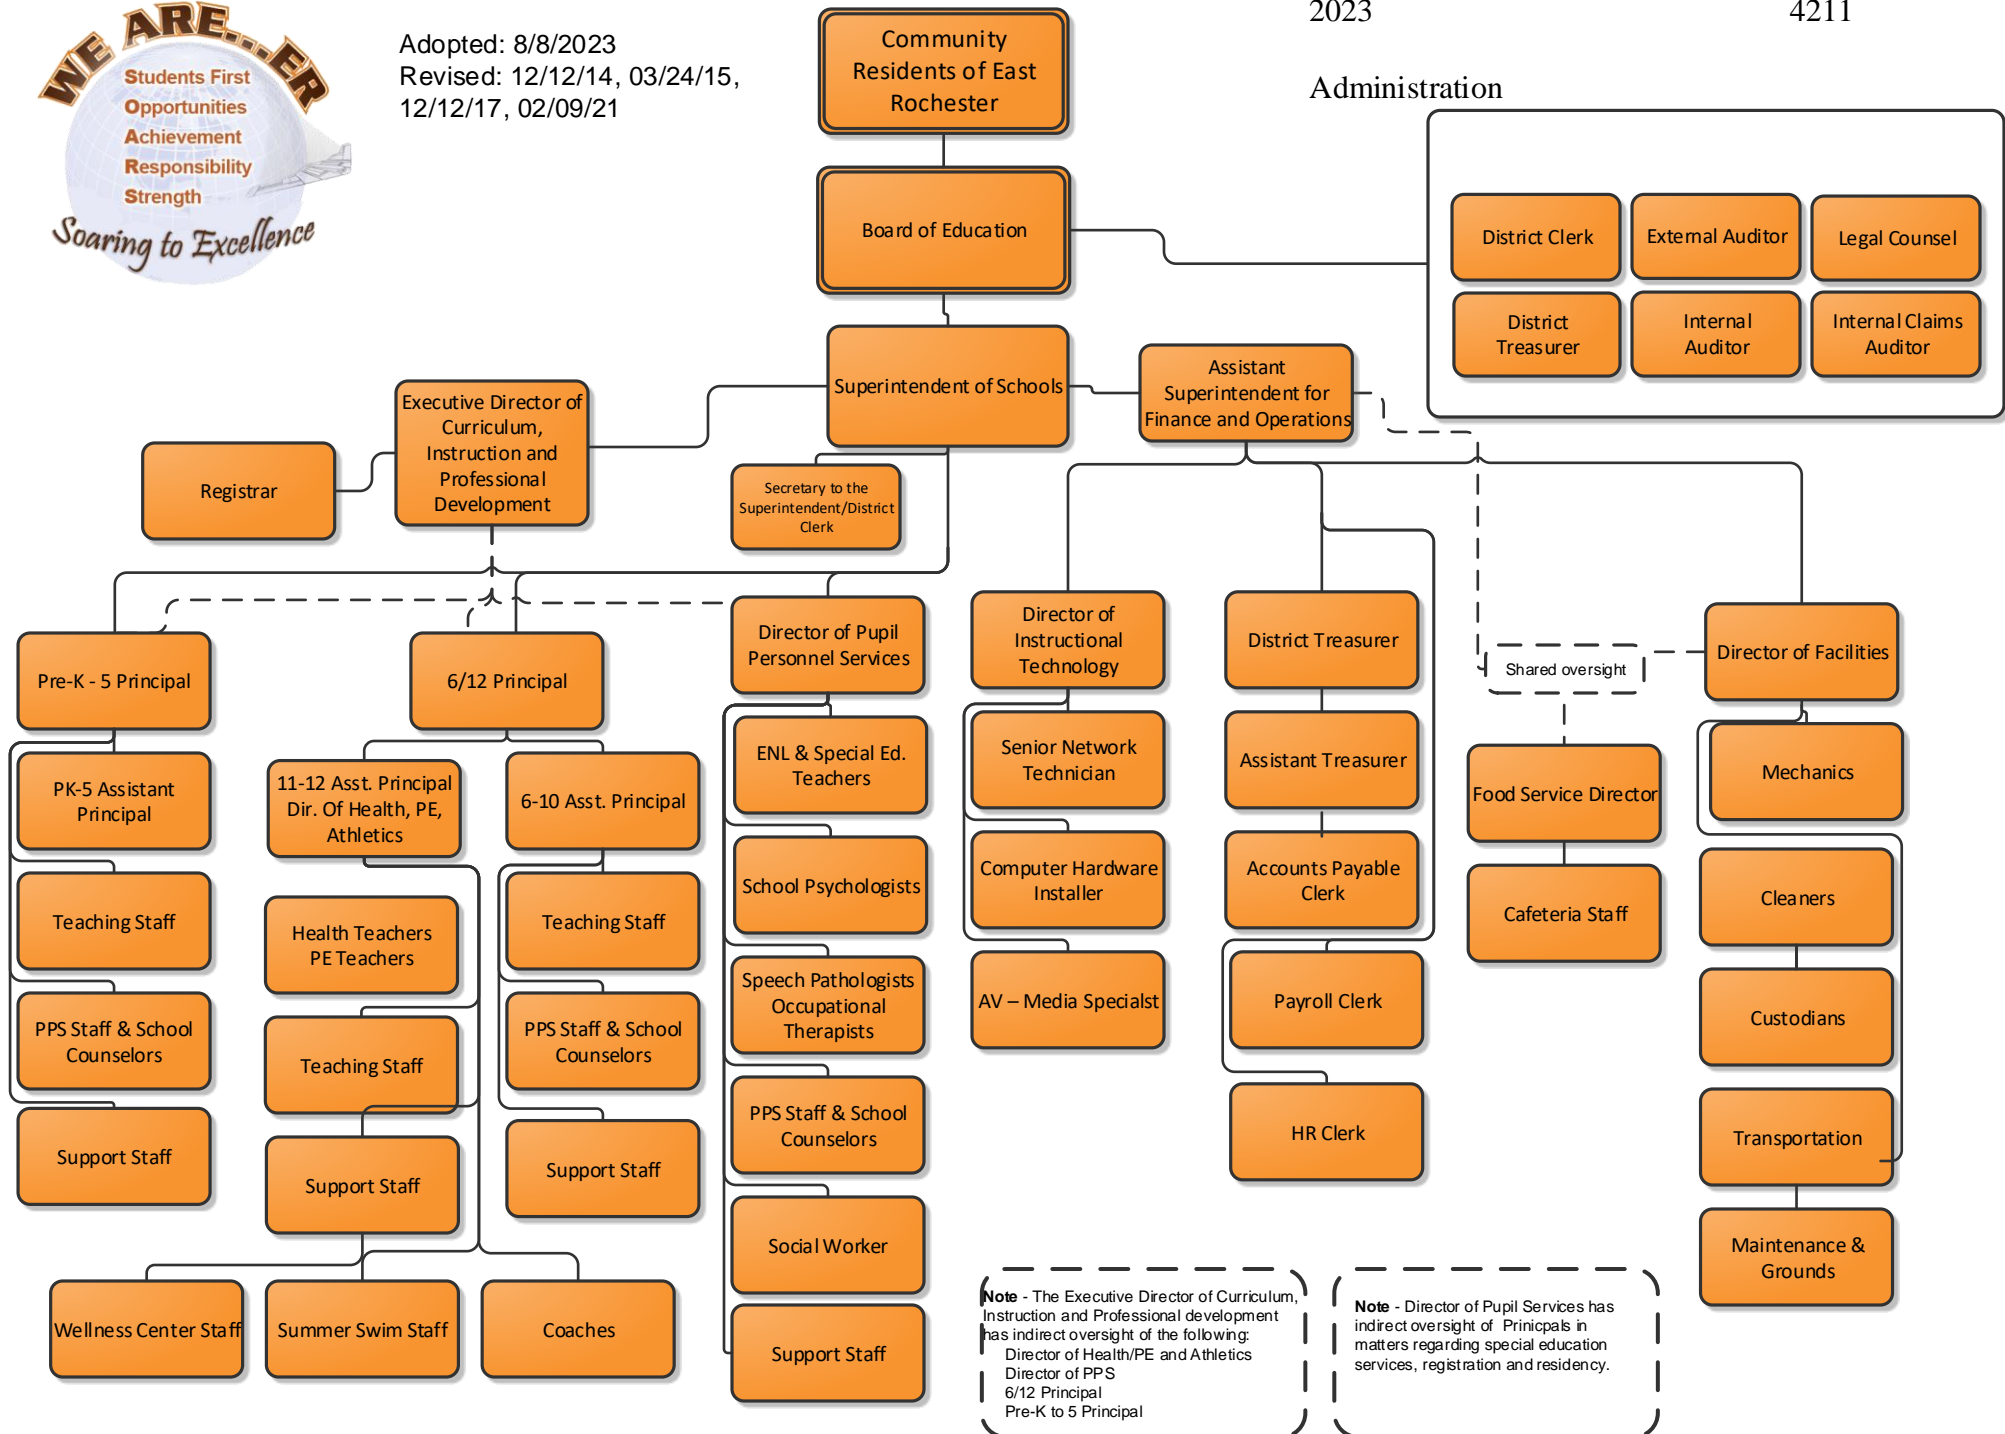 WE ARE...ER
Students First
Opportunities
Achievement
Responsibility
Strength
Soaring to Excellence
Adopted: 8/8/2023
Revised: 12/12/14, 03/24/15,
12/12/17, 02/09/21
2023
4211
Administration
Community
Residents of East
Rochester
Board of Education
District Clerk
External Auditor
Legal Counsel
District
Treasurer
Internal
Auditor
Internal Claims
Auditor
Superintendent of Schools
Assistant
Superintendent for
Finance and Operations
Executive Director of
Curriculum,
Instruction and
Professional
Development
Registrar
Secretary to the
Superintendent/District
Clerk
Pre-K - 5 Principal
6/12 Principal
Director of Pupil
Personnel Services
Director of
Instructional
Technology
District Treasurer
Shared oversight
Director of Facilities
PK-5 Assistant
Principal
Teaching Staff
PPS Staff & School
Counselors
Support Staff
11-12 Asst. Principal
Dir. Of Health, PE,
Athletics
Health Teachers
PE Teachers
Teaching Staff
Support Staff
Wellness Center Staff
Summer Swim Staff
Coaches
6-10 Asst. Principal
Teaching Staff
PPS Staff & School
Counselors
Support Staff
ENL & Special Ed.
Teachers
School Psychologists
Speech Pathologists
Occupational
Therapists
PPS Staff & School
Counselors
Social Worker
Support Staff
Senior Network
Technician
Computer Hardware
Installer
AV – Media Specialst
Assistant Treasurer
Accounts Payable
Clerk
Payroll Clerk
HR Clerk
Food Service Director
Cafeteria Staff
Mechanics
Cleaners
Custodians
Transportation
Maintenance &
Grounds
Note - The Executive Director of Curriculum,
Instruction and Professional development
has indirect oversight of the following:
Director of Health/PE and Athletics
Director of PPS
6/12 Principal
Pre-K to 5 Principal
Note - Director of Pupil Services has
indirect oversight of Prinicpals in
matters regarding special education
services, registration and residency.